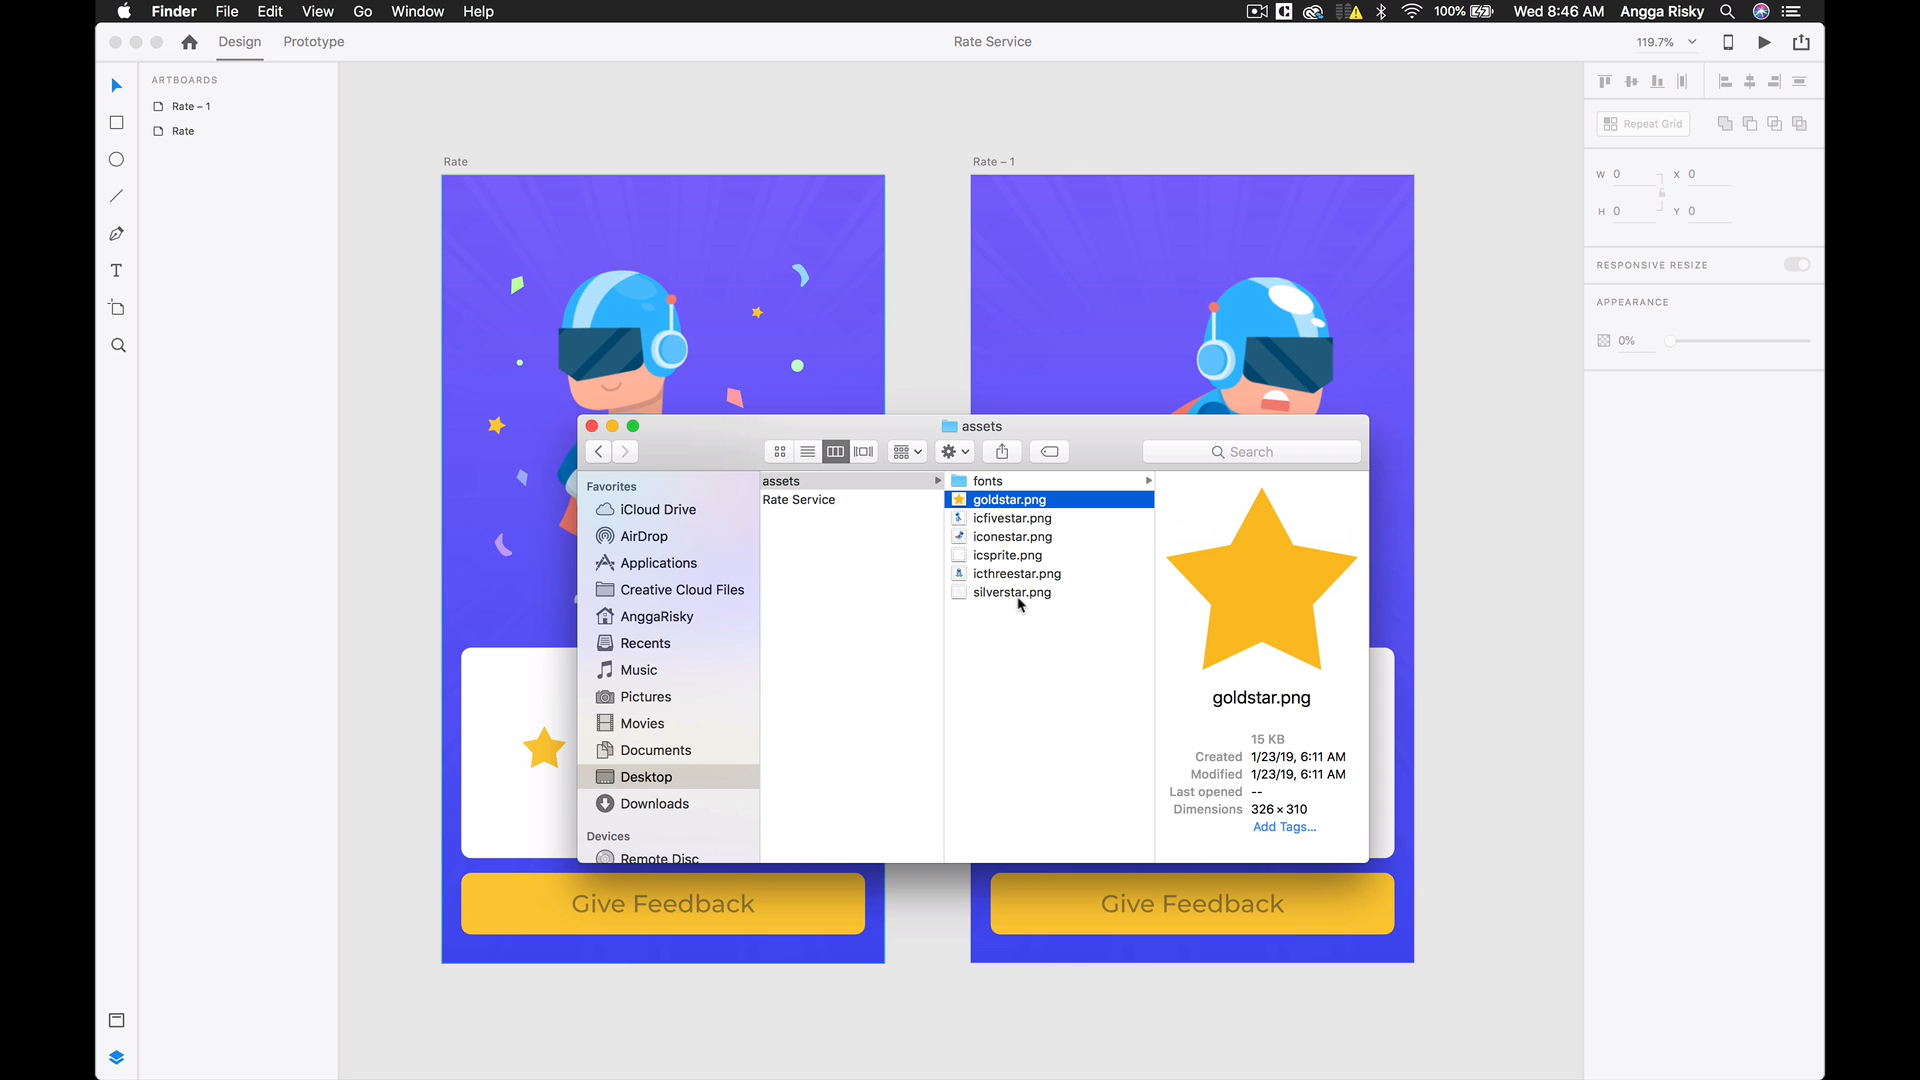 Finder File Edit View Go Window Help
100% Wed 8:46 AM Angga Risky
Design Prototype
Rate Service
119.7%
ARTBOARDS
Rate – 1
Rate
Rate
Rate – 1
Repeat Grid
W 0 X 0
H 0 Y 0
RESPONSIVE RESIZE
APPEARANCE
0%
assets
Search
Favorites
iCloud Drive
AirDrop
Applications
Creative Cloud Files
AnggaRisky
Recents
Music
Pictures
Movies
Documents
Desktop
Downloads
Devices
Remote Disc
assets
Rate Service
fonts
goldstar.png
icfivestar.png
iconestar.png
icsprite.png
icthreestar.png
silverstar.png
goldstar.png
15 KB
Created 1/23/19, 6:11 AM
Modified 1/23/19, 6:11 AM
Last opened --
Dimensions 326 × 310
Add Tags...
Give Feedback
Give Feedback